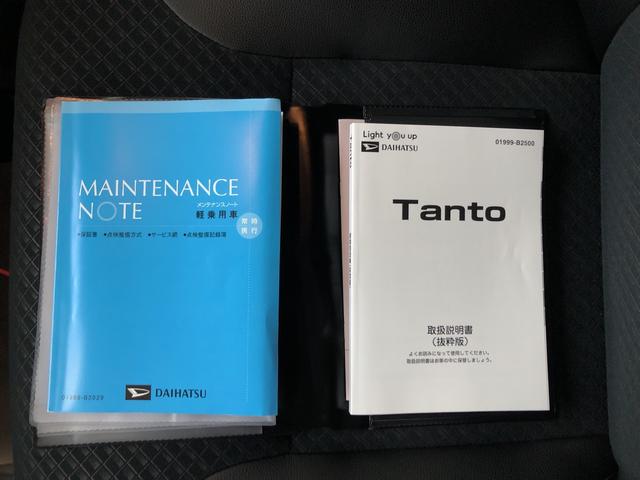 MAINTENANCE
NOTE
メンテナンスノート
軽乗用車
常時
携行
●保証書 ●点検整備方式 ●サービス網 ●点検整備記録簿
DAIHATSU
01999-B2029
Light you up
DAIHATSU
01999-B2500
Tanto
取扱説明書
(抜粋版)
よくお読みになって使用してください。
取扱説明書はお車の中に保管しましょう。